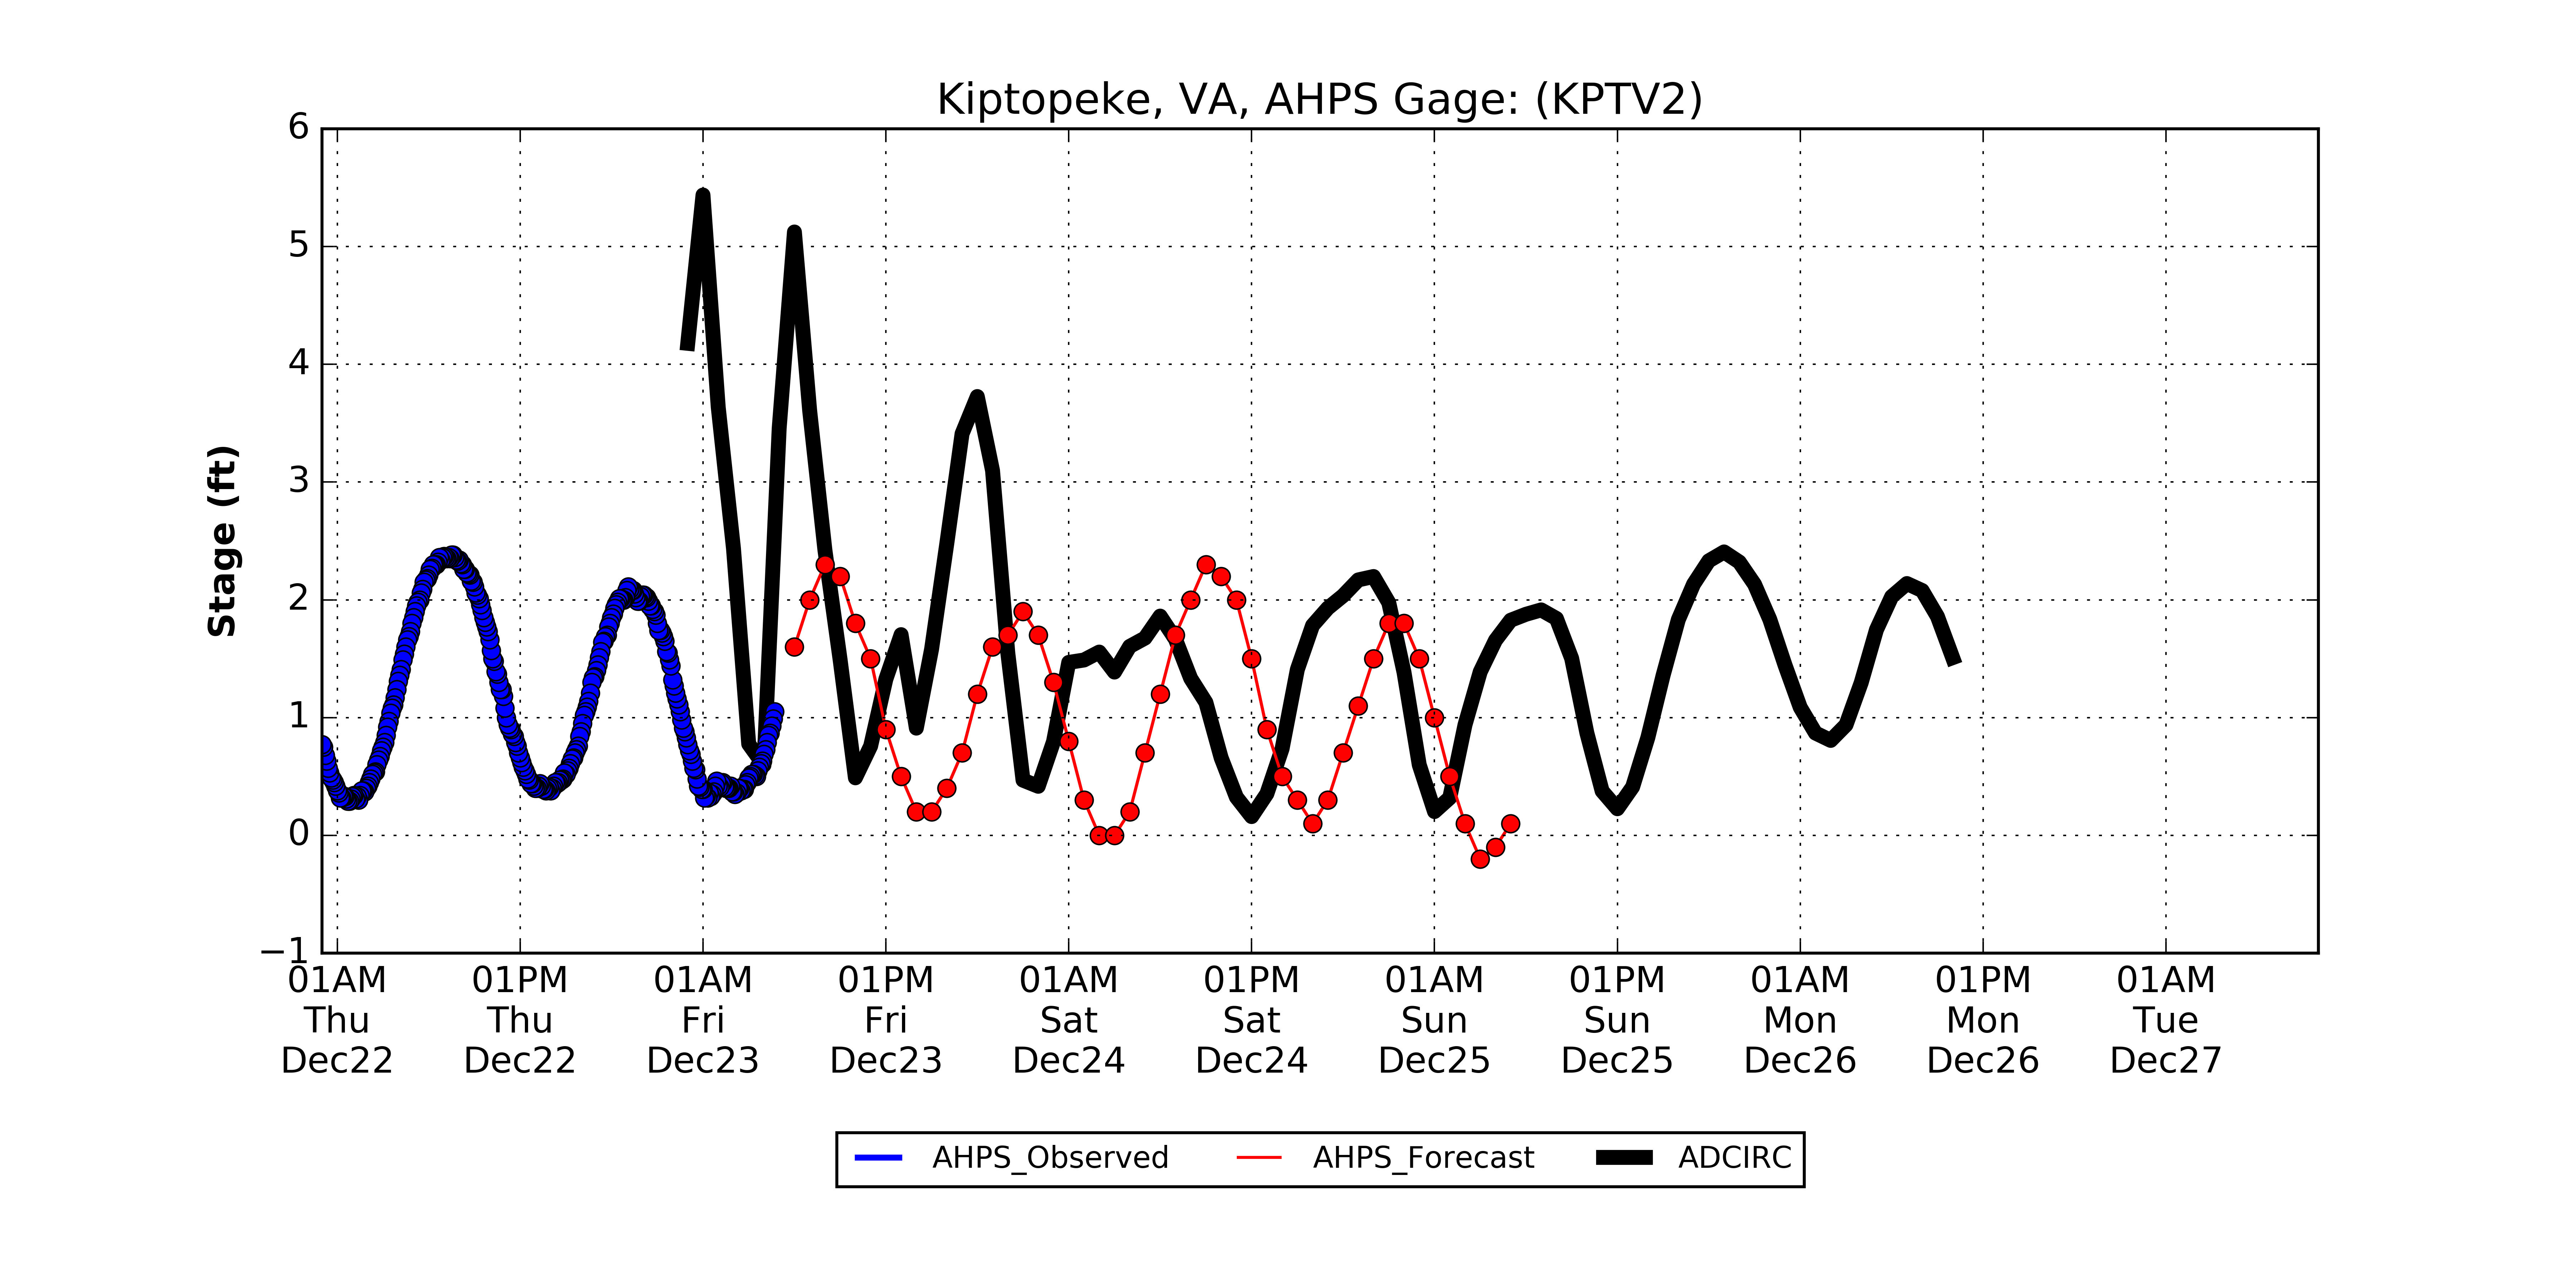 Kiptopeke, VA, AHPS Gage: (KPTV2)
6
5
4
3
2
1
0
−1
Stage (ft)
01AM 01PM 01AM 01PM 01AM 01PM 01AM 01PM 01AM 01PM 01AM
Thu Thu Fri Fri Sat Sat Sun Sun Mon Mon Tue
Dec22 Dec22 Dec23 Dec23 Dec24 Dec24 Dec25 Dec25 Dec26 Dec26 Dec27
AHPS_Observed AHPS_Forecast ADCIRC